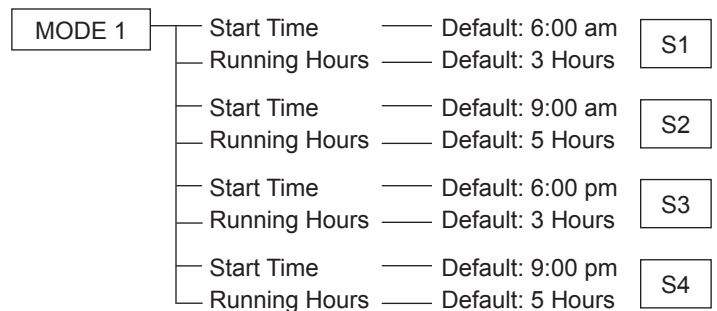 MODE 1 Start Time Default: 6:00 am S1
Running Hours Default: 3 Hours
Start Time Default: 9:00 am S2
Running Hours Default: 5 Hours
Start Time Default: 6:00 pm S3
Running Hours Default: 3 Hours
Start Time Default: 9:00 pm S4
Running Hours Default: 5 Hours